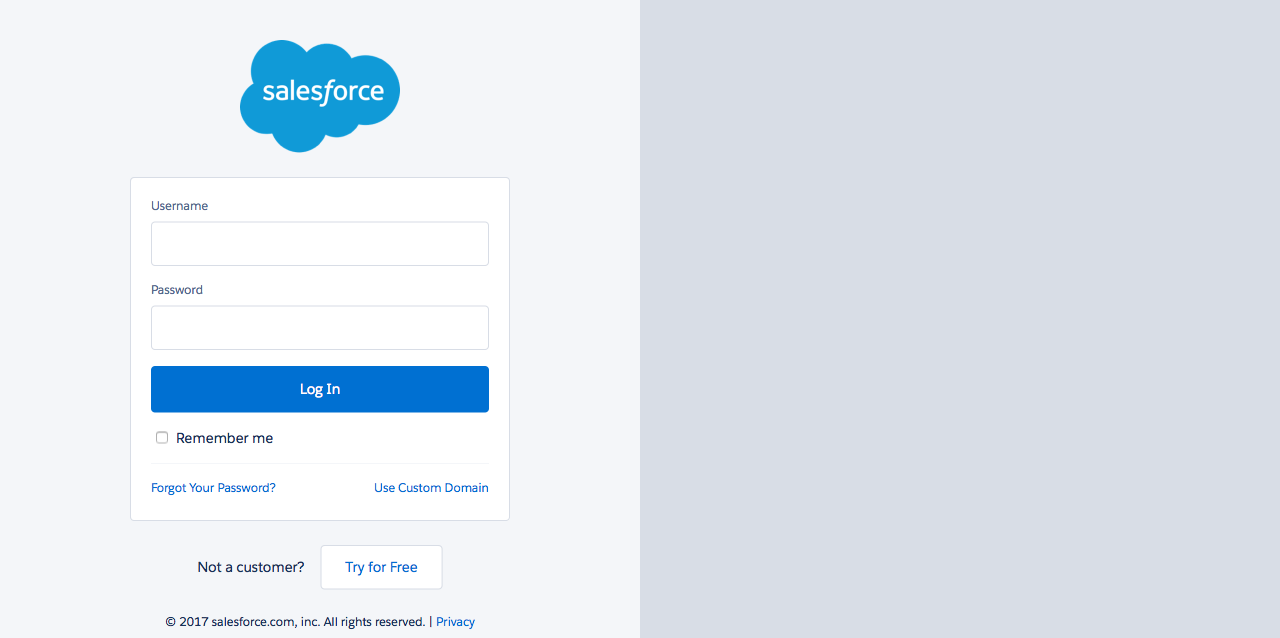 salesforce
Username
Password
Log In
Remember me
Forgot Your Password? Use Custom Domain
Not a customer? Try for Free
© 2017 salesforce.com, inc. All rights reserved. | Privacy